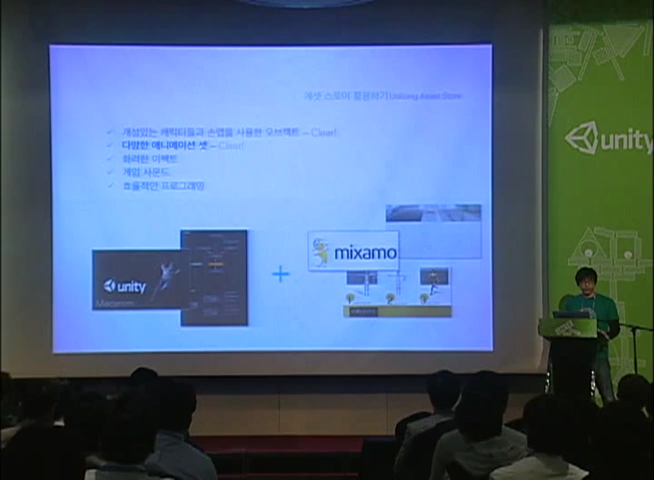 에셋 스토어 활용하기 Utilizing Asset Store
✓ 개성있는 캐릭터들과 소품을 사용한 오브젝트 – Clear!
✓ 다양한 애니메이션 셋 – Clear!
✓ 화려한 이펙트
✓ 게임 사운드
✓ 효율적인 프로그래밍
unity
Mecanim
+
mixamo
unity